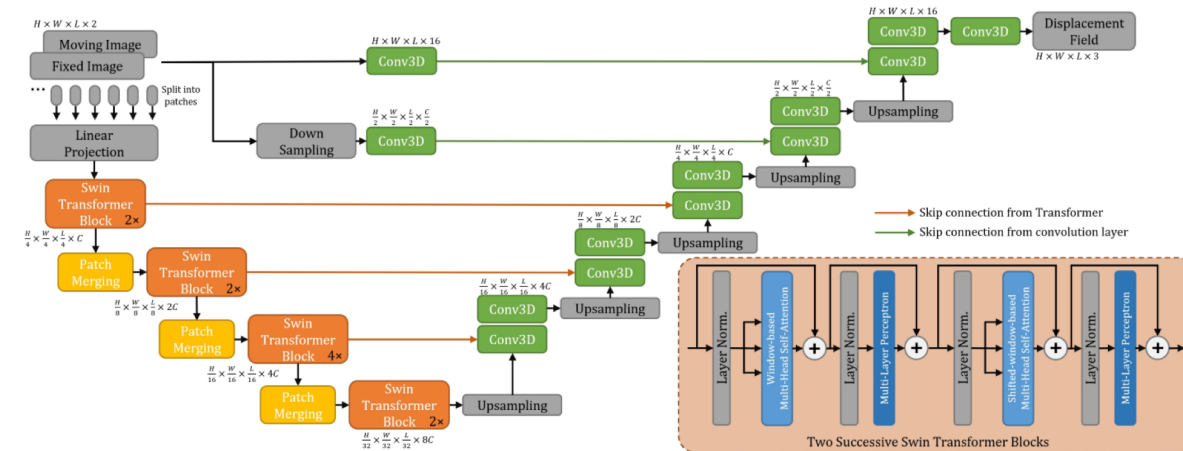 H × W × L × 2
Moving Image
Fixed Image
...
Split into
patches
Linear
Projection
Swin
Transformer
Block 2×
H/4 × W/4 × L/4 × C
Patch
Merging
Swin
Transformer
Block 2×
H/8 × W/8 × L/8 × 2C
Patch
Merging
Swin
Transformer
Block 4×
H/16 × W/16 × L/16 × 4C
Patch
Merging
Swin
Transformer
Block 2×
H/32 × W/32 × L/32 × 8C
Upsampling
H × W × L × 16
Conv3D
Down
Sampling
H/2 × W/2 × L/2 × C/2
Conv3D
H/16 × W/16 × L/16 × 4C
Conv3D
Conv3D
Upsampling
H/8 × W/8 × L/8 × 2C
Conv3D
Conv3D
Upsampling
H/4 × W/4 × L/4 × C
Conv3D
Conv3D
Upsampling
H/2 × W/2 × L/2 × C/2
Conv3D
Conv3D
Upsampling
H × W × L × 16
Conv3D
Conv3D
Conv3D
Displacement
Field
H × W × L × 3
Skip connection from Transformer
Skip connection from convolution layer
Layer Norm.
Window-based
Multi-Head Self-Attention
+
Layer Norm.
Multi-Layer Perceptron
+
Layer Norm.
Shifted-window-based
Multi-Head Self-Attention
+
Layer Norm.
Multi-Layer Perceptron
+
Two Successive Swin Transformer Blocks